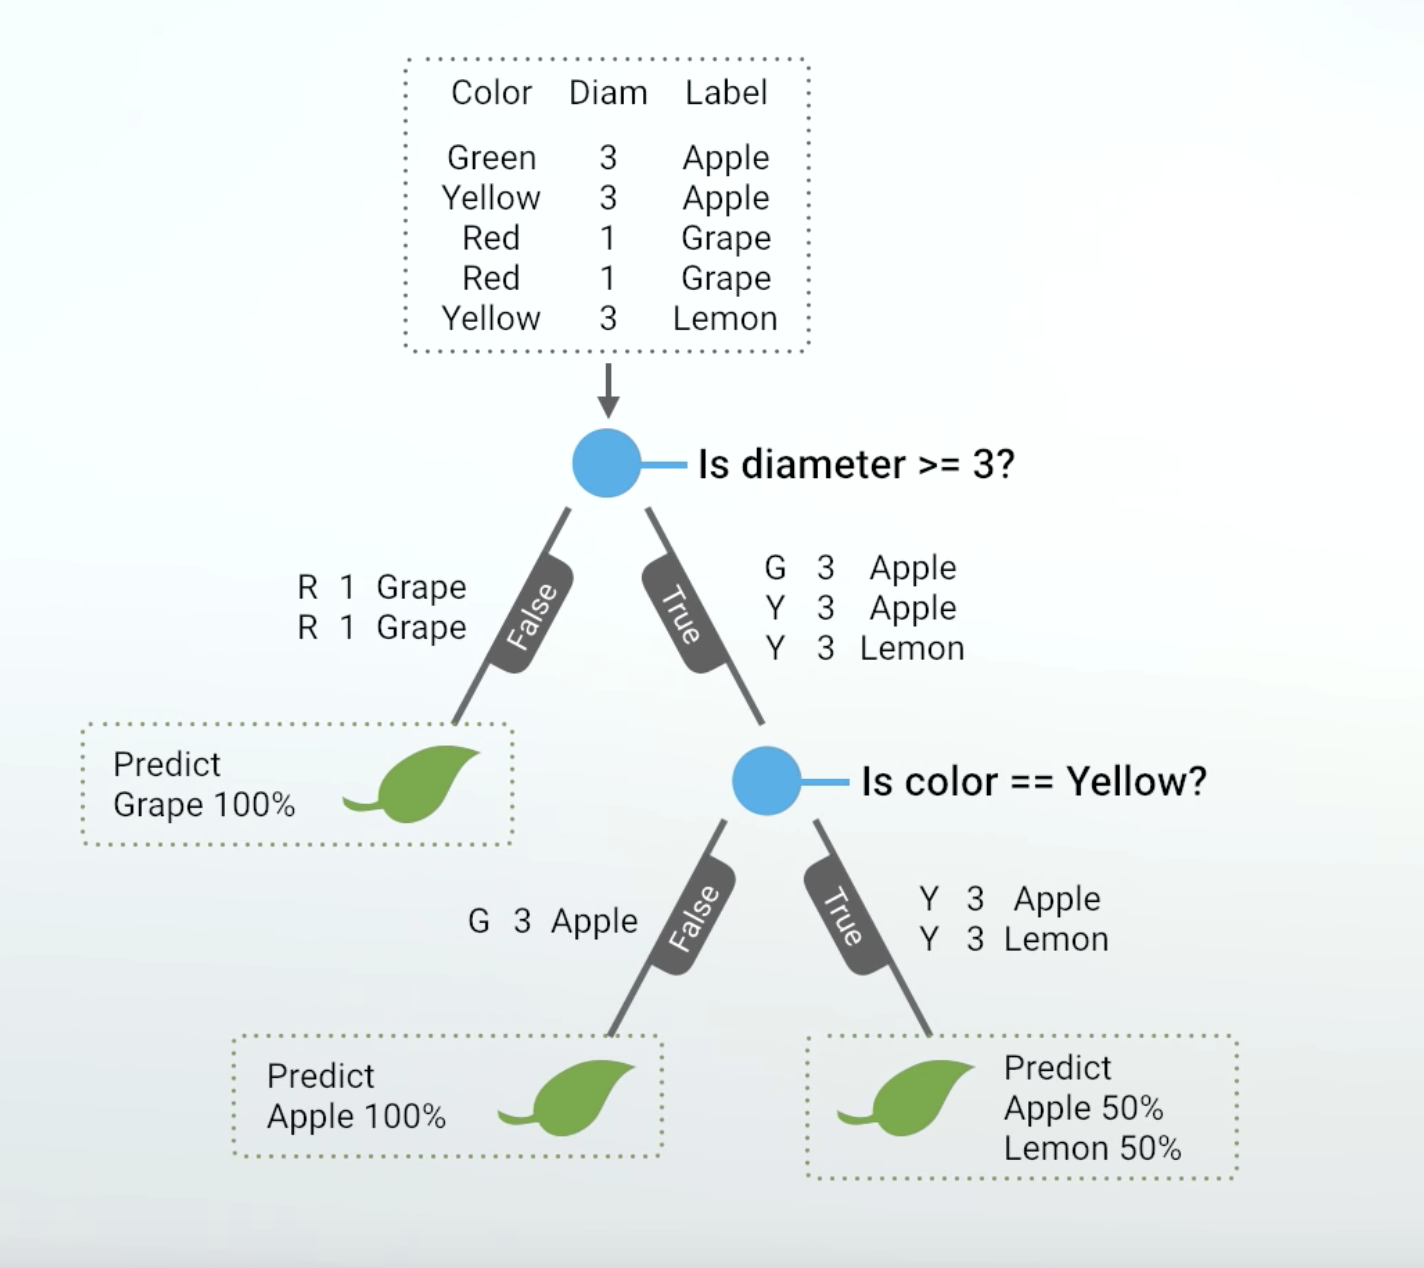 Color Diam Label
Green 3 Apple
Yellow 3 Apple
Red 1 Grape
Red 1 Grape
Yellow 3 Lemon
Is diameter >= 3?
False
True
R 1 Grape
R 1 Grape
G 3 Apple
Y 3 Apple
Y 3 Lemon
Predict
Grape 100%
Is color == Yellow?
False
True
G 3 Apple
Y 3 Apple
Y 3 Lemon
Predict
Apple 100%
Predict
Apple 50%
Lemon 50%